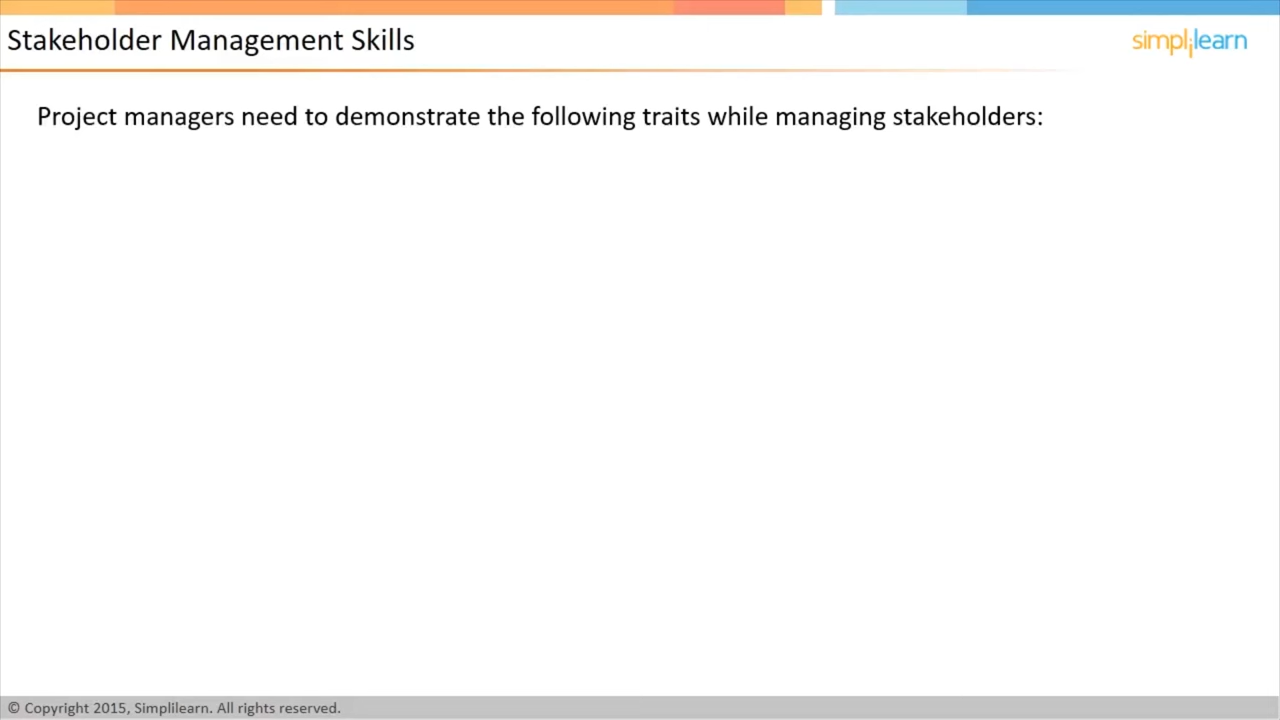 Stakeholder Management Skills
simplilearn
Project managers need to demonstrate the following traits while managing stakeholders:
© Copyright 2015, Simplilearn. All rights reserved.